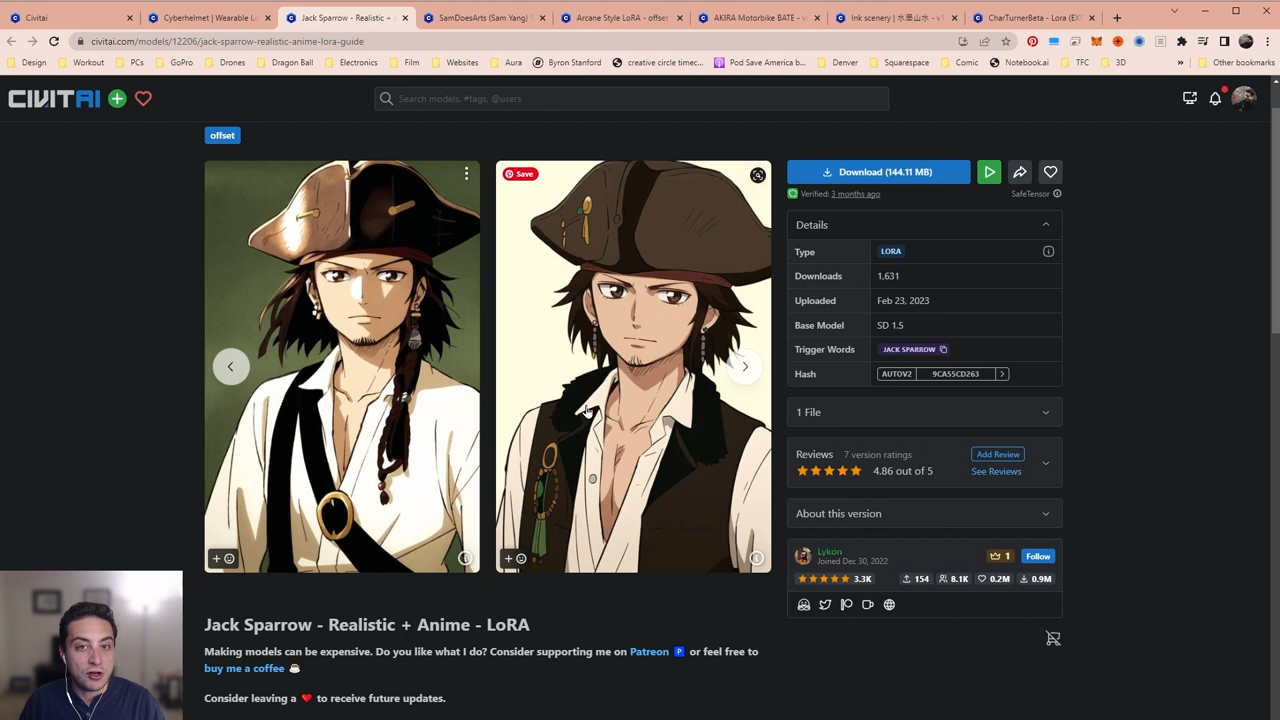 Civitai
Cyberhelmet | Wearable Lo
Jack Sparrow - Realistic +
SamDoesArts (Sam Yang)
Arcane Style LoRA - offset
AKIRA Motorbike BATE - v
Ink scenery | 水墨山水 - v1
CharTurnerBeta - Lora (EX
civitai.com/models/12206/jack-sparrow-realistic-anime-lora-guide
Design
Workout
PCs
GoPro
Drones
Dragon Ball
Electronics
Film
Websites
Aura
Byron Stanford
creative circle timec...
Pod Save America b...
Denver
Squarespace
Comic
Notebook.ai
TFC
3D
»
Other bookmarks
CIVITAI
Search models, #tags, @users
offset
Save
Download (144.11 MB)
Verified: 3 months ago
SafeTensor
Details
Type LORA
Downloads 1,631
Uploaded Feb 23, 2023
Base Model SD 1.5
Trigger Words JACK SPARROW
Hash AUTOV2 9CA55CD263
1 File
Reviews 7 version ratings Add Review
4.86 out of 5 See Reviews
About this version
Lykon 1 Follow
Joined Dec 30, 2022
3.3K 154 8.1K 0.2M 0.9M
Jack Sparrow - Realistic + Anime - LoRA
Making models can be expensive. Do you like what I do? Consider supporting me on Patreon P or feel free to
buy me a coffee
Consider leaving a ❤ to receive future updates.